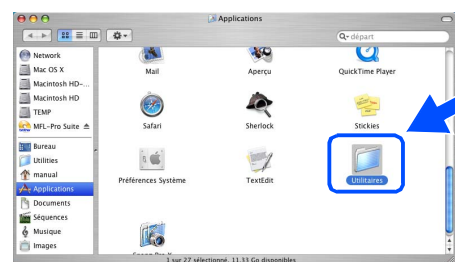 Applications
départ
Network
Mac OS X
Macintosh HD-...
Macintosh HD
TEMP
MFL-Pro Suite
Bureau
Utilities
manual
Applications
Documents
Séquences
Musique
Images
Mail
Aperçu
QuickTime Player
Safari
Sherlock
Stickies
Préférences Système
TextEdit
Utilitaires
1 sur 27 sélectionné, 11.33 Go disponibles